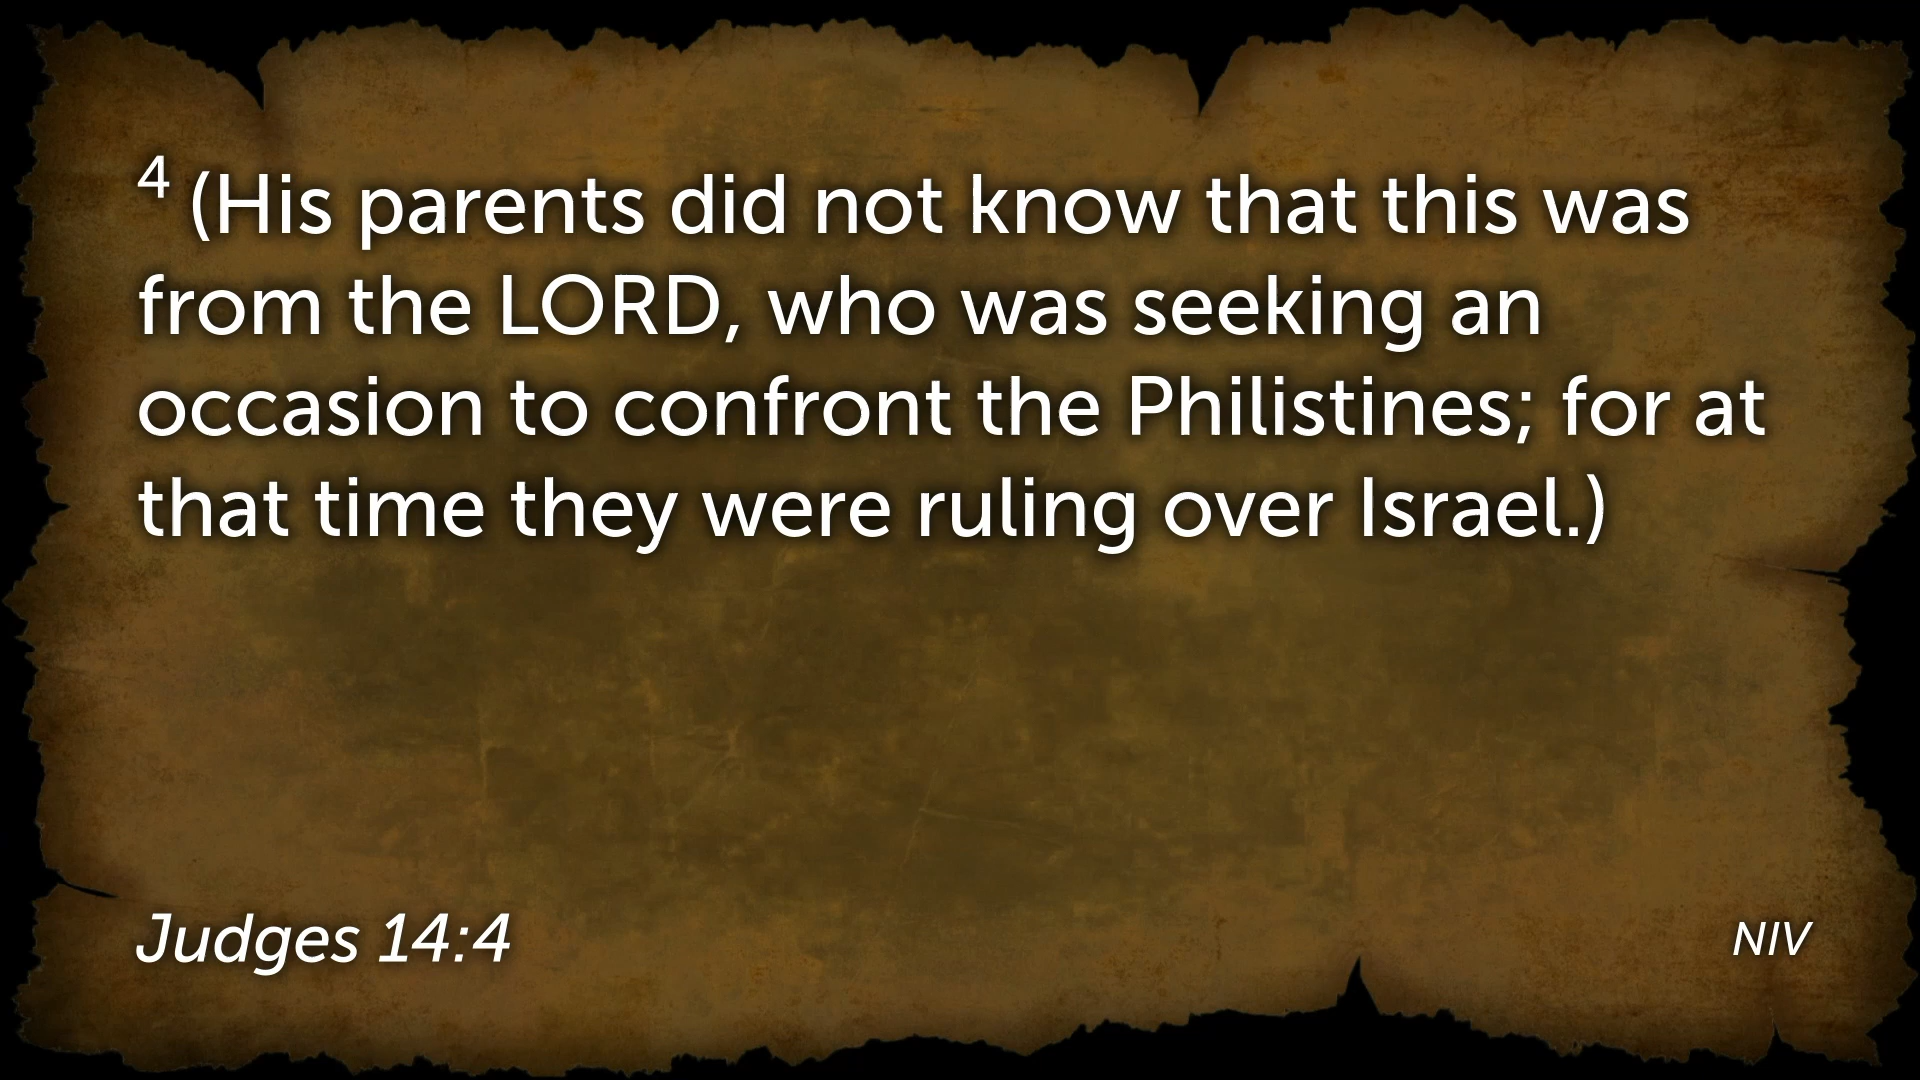 4 (His parents did not know that this was
from the LORD, who was seeking an
occasion to confront the Philistines; for at
that time they were ruling over Israel.)
Judges 14:4
NIV